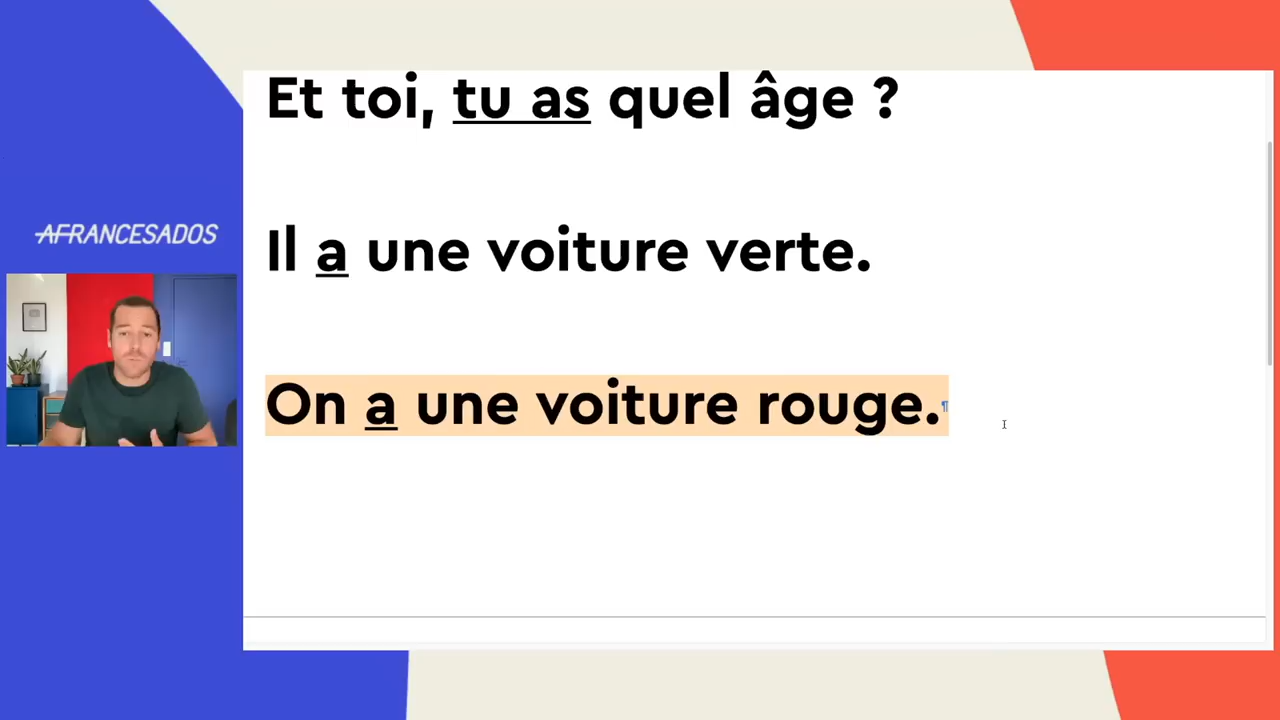 Et toi, tu as quel âge ?
Il a une voiture verte.
AFRANCESADOS
On a une voiture rouge.¶